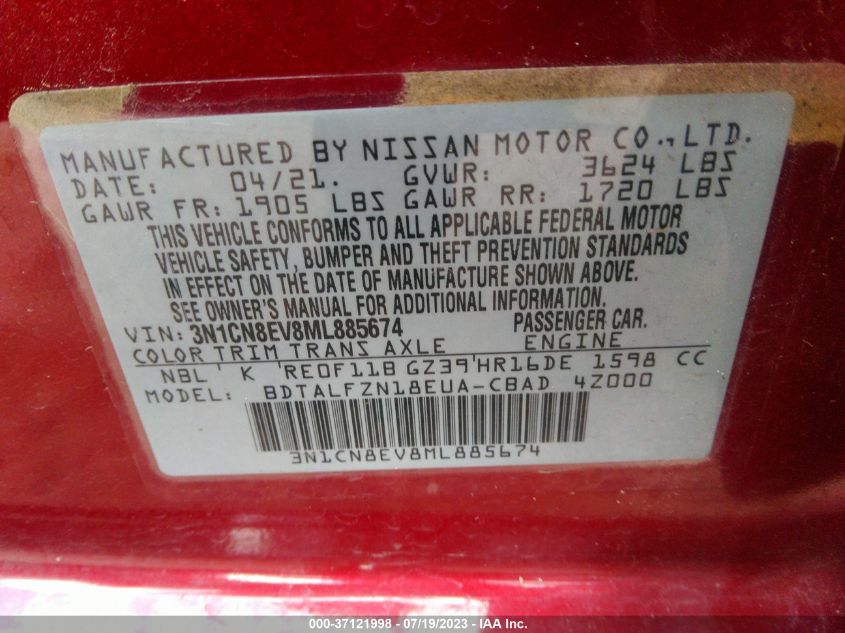 MANUFACTURED BY NISSAN MOTOR CO., LTD.
DATE: 04/21. GVWR: 3624 LBS
GAWR FR: 1905 LBS GAWR RR: 1720 LBS
THIS VEHICLE CONFORMS TO ALL APPLICABLE FEDERAL MOTOR
VEHICLE SAFETY, BUMPER AND THEFT PREVENTION STANDARDS
IN EFFECT ON THE DATE OF MANUFACTURE SHOWN ABOVE.
SEE OWNER'S MANUAL FOR ADDITIONAL INFORMATION.
VIN: 3N1CN8EV8ML885674 PASSENGER CAR.
COLOR TRIM TRANS AXLE ENGINE
NBL ' K 'RE0F11B GZ39'HR16DE 1598 CC
MODEL: BDTALFZN18EUA-CBAD 4Z000
3N1CN8EV8ML885674
000-37121998 - 07/19/2023 - IAA Inc.